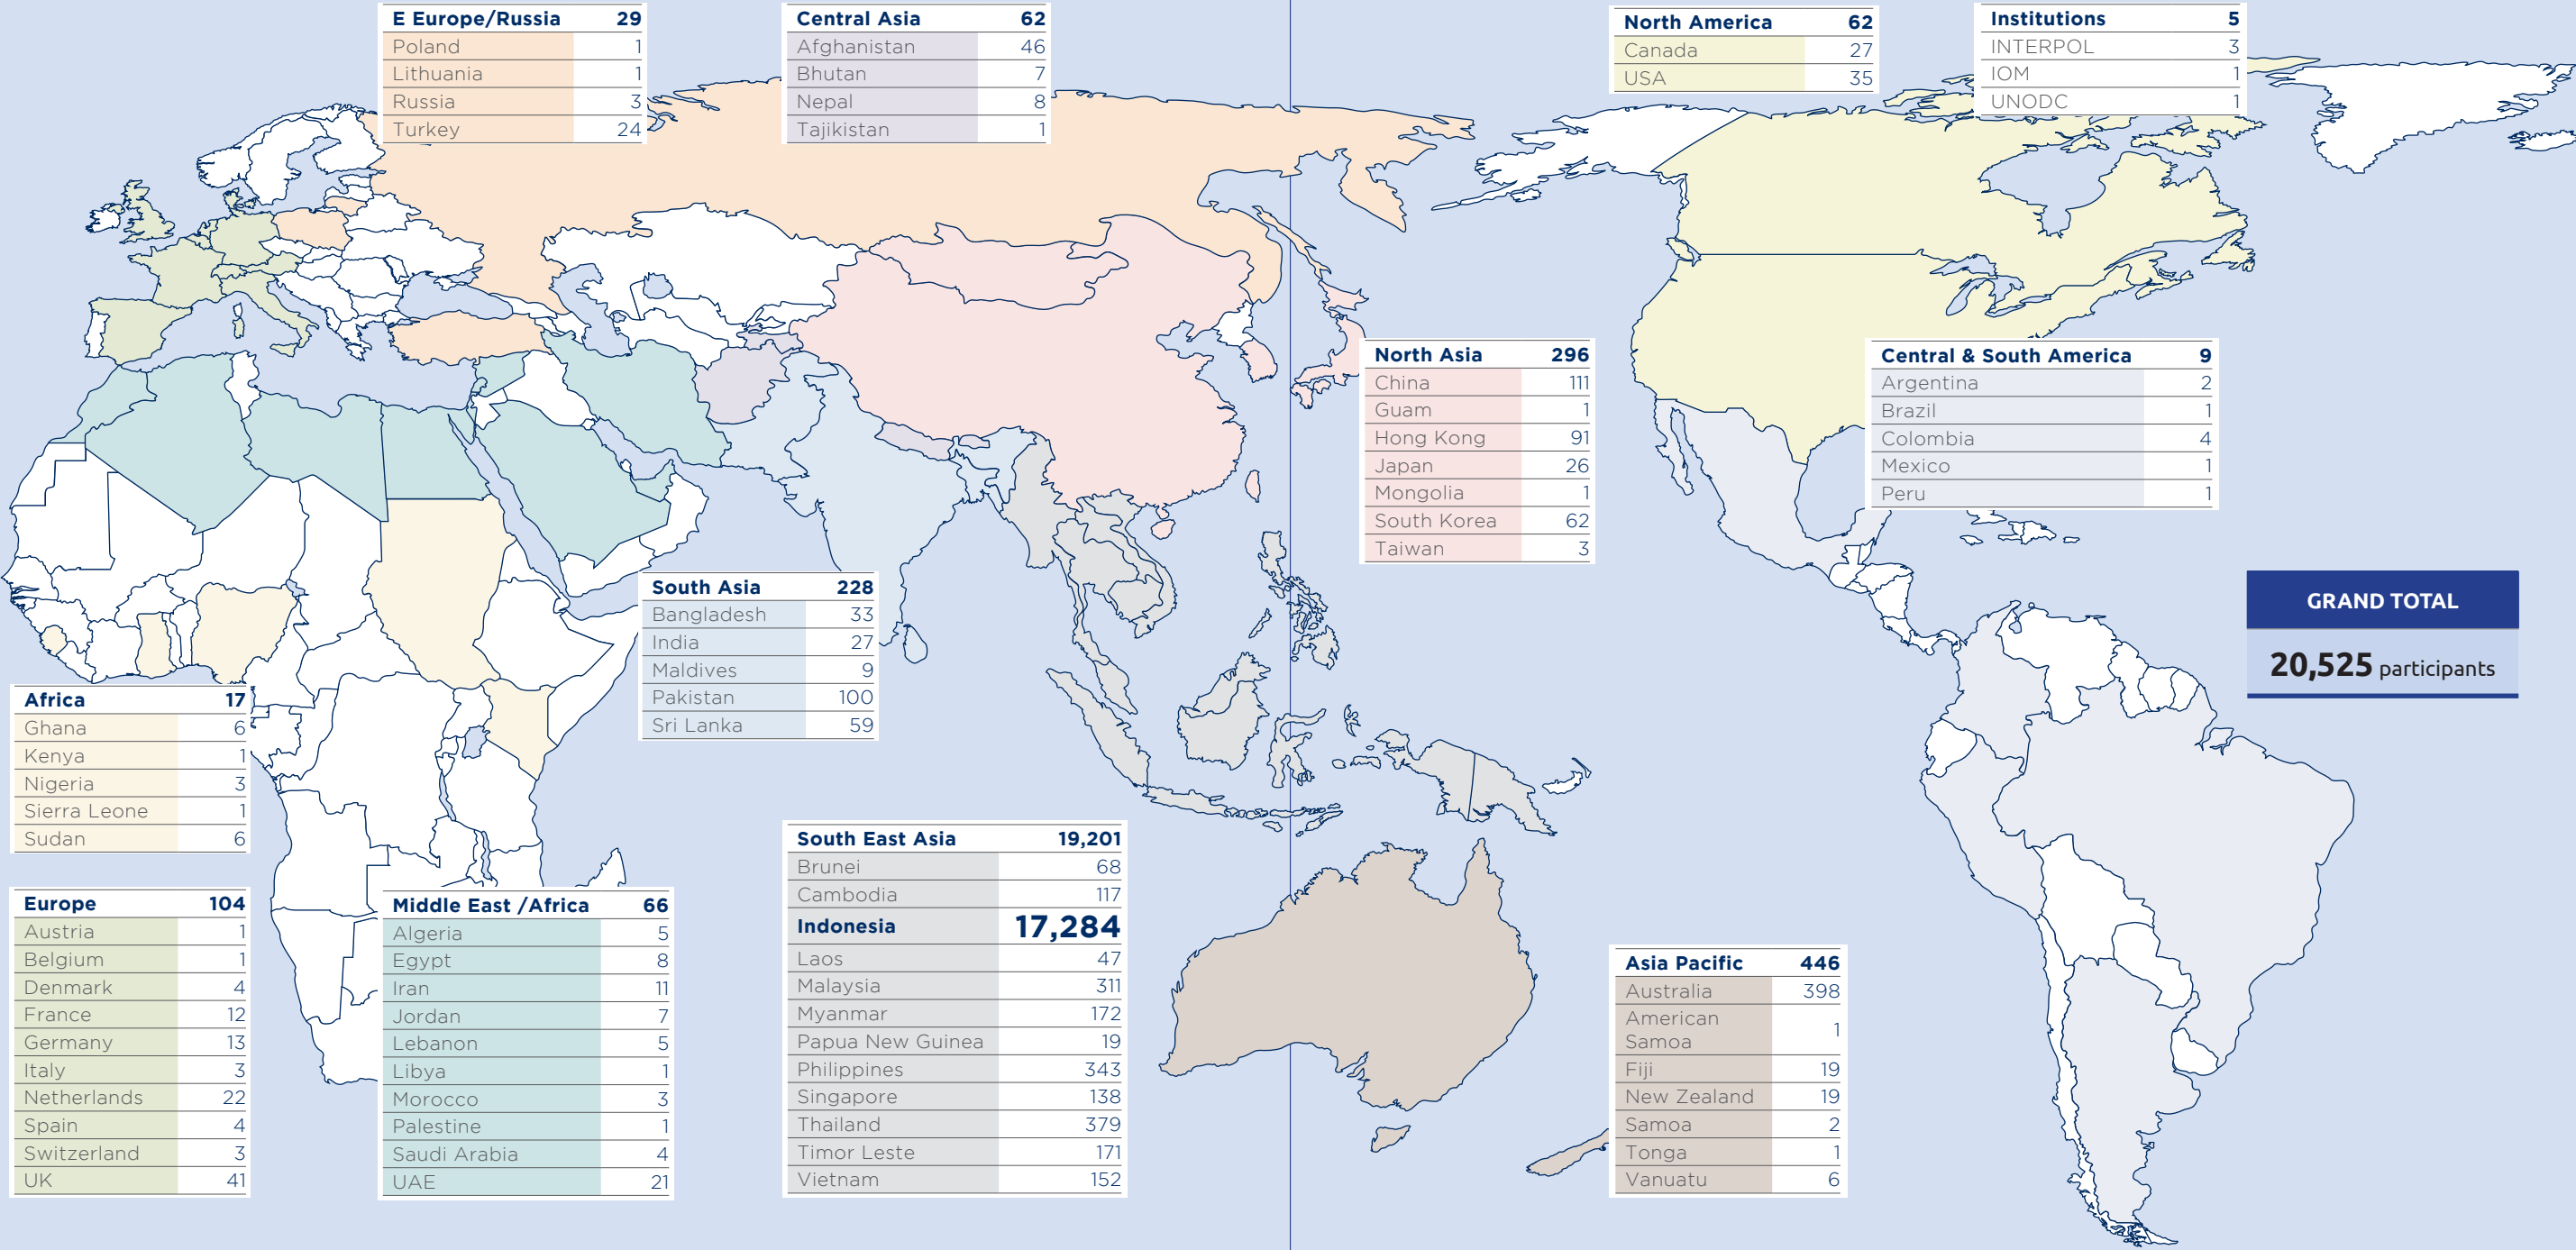 E Europe/Russia 29
Poland 1
Lithuania 1
Russia 3
Turkey 24
Central Asia 62
Afghanistan 46
Bhutan 7
Nepal 8
Tajikistan 1
North America 62
Canada 27
USA 35
Institutions 5
INTERPOL 3
IOM 1
UNODC 1
North Asia 296
China 111
Guam 1
Hong Kong 91
Japan 26
Mongolia 1
South Korea 62
Taiwan 3
Central & South America 9
Argentina 2
Brazil 1
Colombia 4
Mexico 1
Peru 1
South Asia 228
Bangladesh 33
India 27
Maldives 9
Pakistan 100
Sri Lanka 59
GRAND TOTAL
20,525 participants
Africa 17
Ghana 6
Kenya 1
Nigeria 3
Sierra Leone 1
Sudan 6
Europe 104
Austria 1
Belgium 1
Denmark 4
France 12
Germany 13
Italy 3
Netherlands 22
Spain 4
Switzerland 3
UK 41
Middle East /Africa 66
Algeria 5
Egypt 8
Iran 11
Jordan 7
Lebanon 5
Libya 1
Morocco 3
Palestine 1
Saudi Arabia 4
UAE 21
South East Asia 19,201
Brunei 68
Cambodia 117
Indonesia 17,284
Laos 47
Malaysia 311
Myanmar 172
Papua New Guinea 19
Philippines 343
Singapore 138
Thailand 379
Timor Leste 171
Vietnam 152
Asia Pacific 446
Australia 398
American
Samoa 1
Fiji 19
New Zealand 19
Samoa 2
Tonga 1
Vanuatu 6